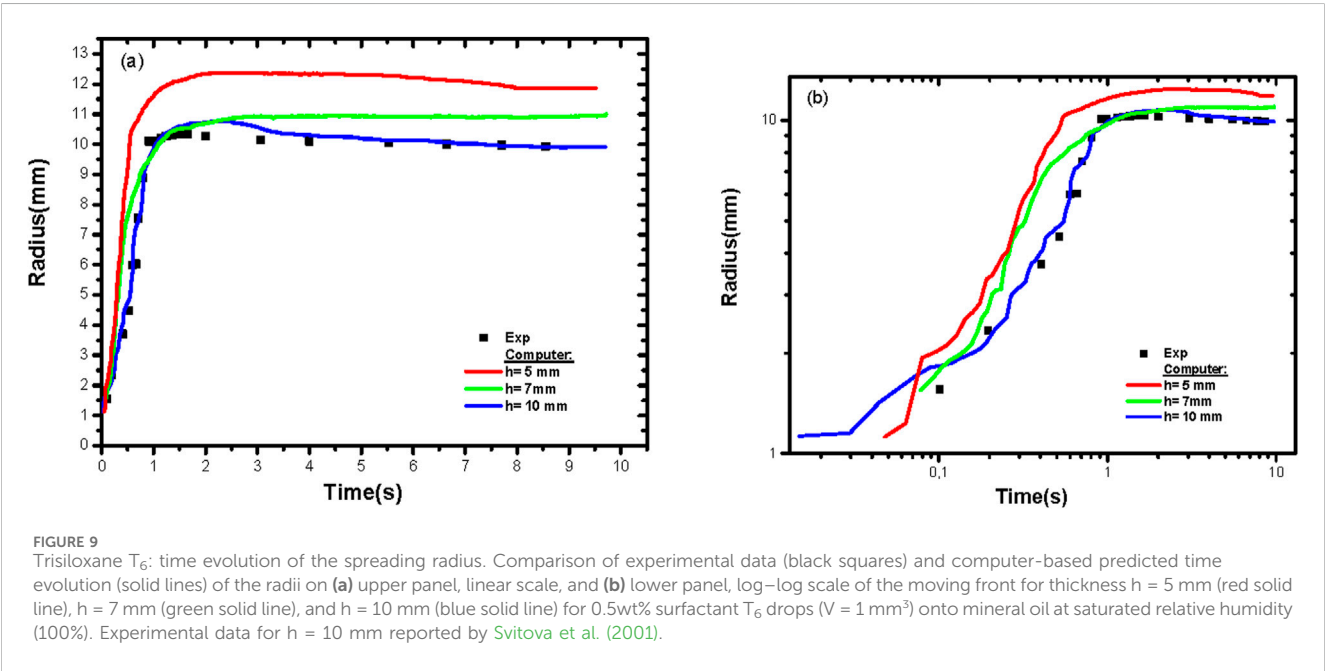 (a)
13
12
11
10
9
8
7
6
5
4
3
2
1
0
Radius(mm)
Exp
Computer:
h= 5 mm
h= 7mm
h= 10 mm
0 1 2 3 4 5 6 7 8 9 10
Time(s)
(b)
10
1
Radius(mm)
Exp
Computer:
h= 5 mm
h= 7mm
h= 10 mm
0,1 1 10
Time(s)
FIGURE 9
Trisiloxane T₆: time evolution of the spreading radius. Comparison of experimental data (black squares) and computer-based predicted time
evolution (solid lines) of the radii on (a) upper panel, linear scale, and (b) lower panel, log–log scale of the moving front for thickness h = 5 mm (red solid
line), h = 7 mm (green solid line), and h = 10 mm (blue solid line) for 0.5wt% surfactant T₆ drops (V = 1 mm³) onto mineral oil at saturated relative humidity
(100%). Experimental data for h = 10 mm reported by Svitova et al. (2001).